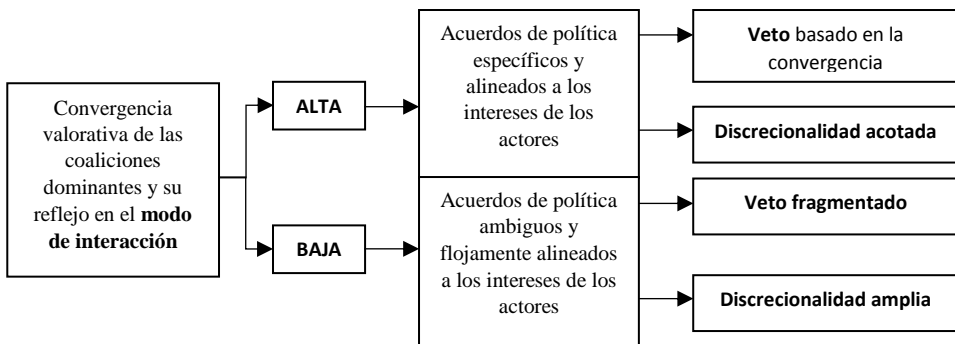 Convergencia
valorativa de las
coaliciones
dominantes y su
reflejo en el modo
de interacción
ALTA
BAJA
Acuerdos de política
específicos y
alineados a los
intereses de los
actores
Acuerdos de política
ambiguos y
flojamente alineados
a los intereses de los
actores
Veto basado en la
convergencia
Discrecionalidad acotada
Veto fragmentado
Discrecionalidad amplia